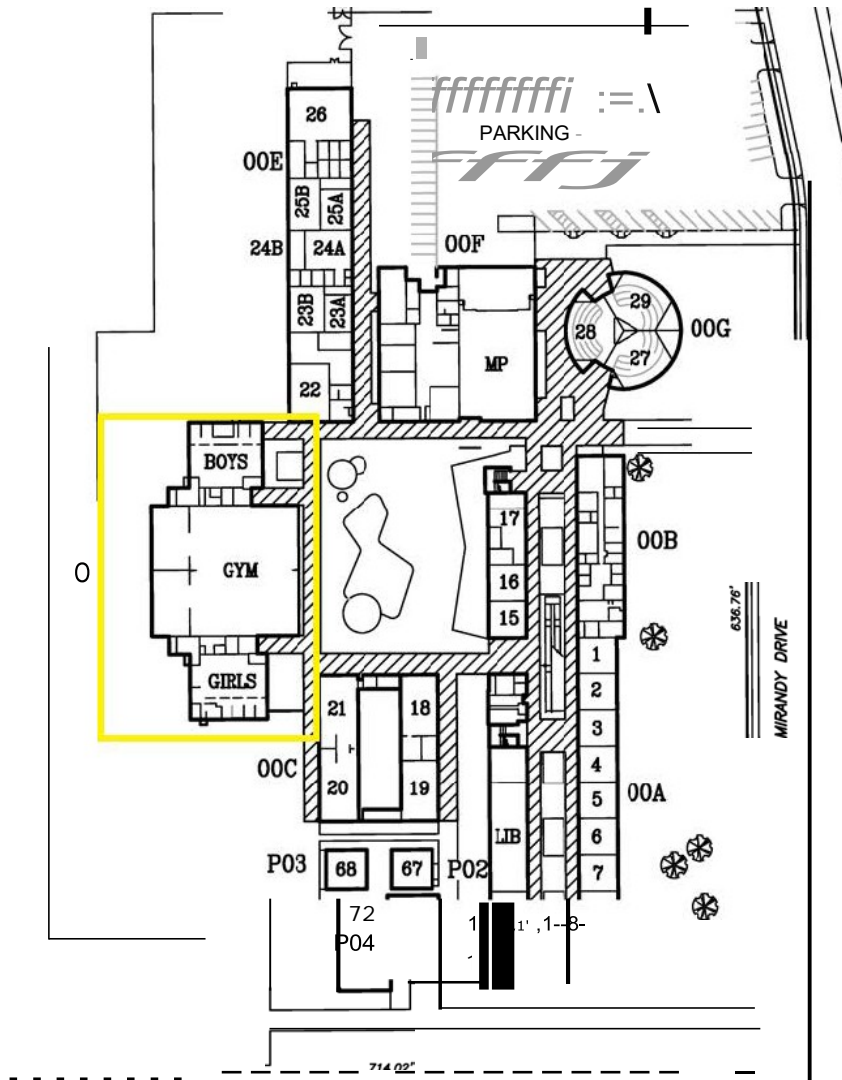 26
PARKING -
00E
25B
25A
24B
24A
00F
23B
23A
29
28
00G
27
MP
22
BOYS
17
GYM
00B
O
16
15
636.76'
MIRANDY DRIVE
1
GIRLS
2
21
18
3
00C
4
20
19
5
00A
LIB
6
P03
68
67
P02
7
72
P04
714.02"